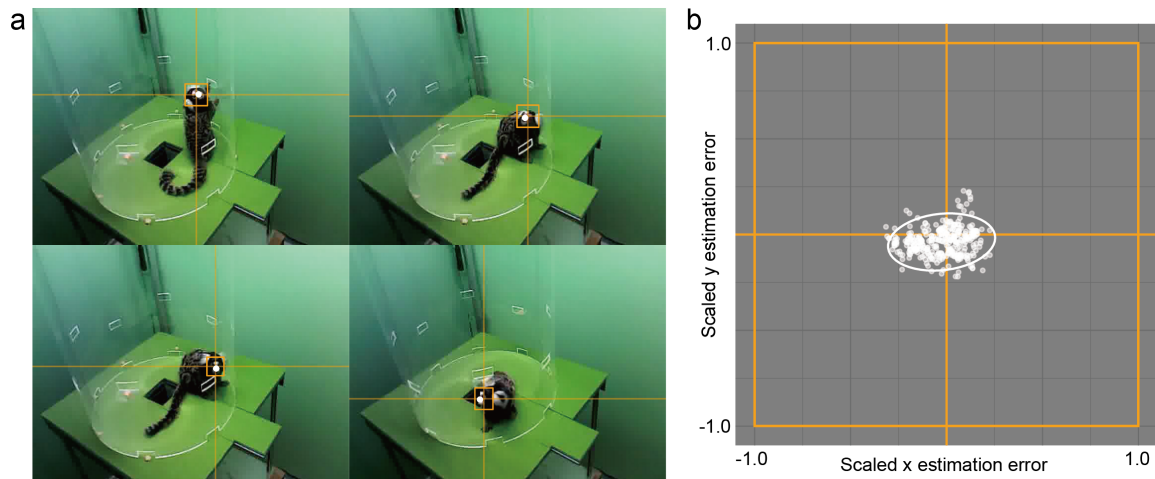 a
b
1.0
Scaled y estimation error
-1.0
-1.0
Scaled x estimation error
1.0